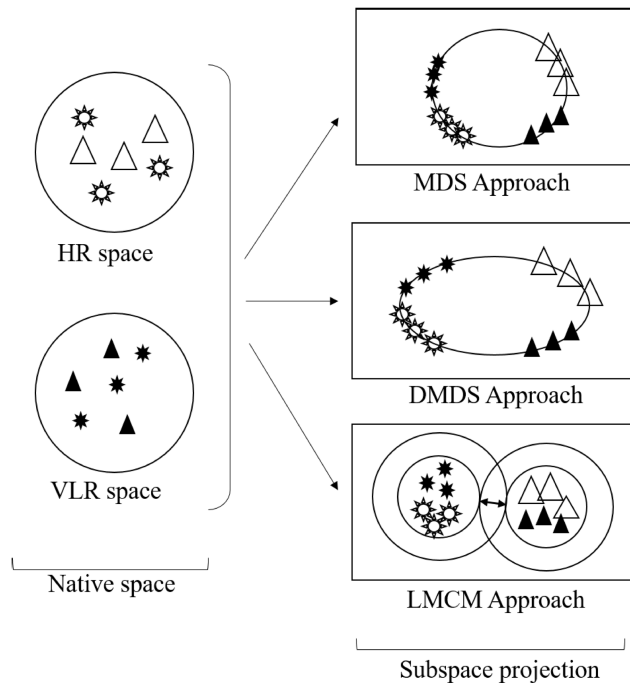 HR space
VLR space
Native space
MDS Approach
DMDS Approach
LMCM Approach
Subspace projection